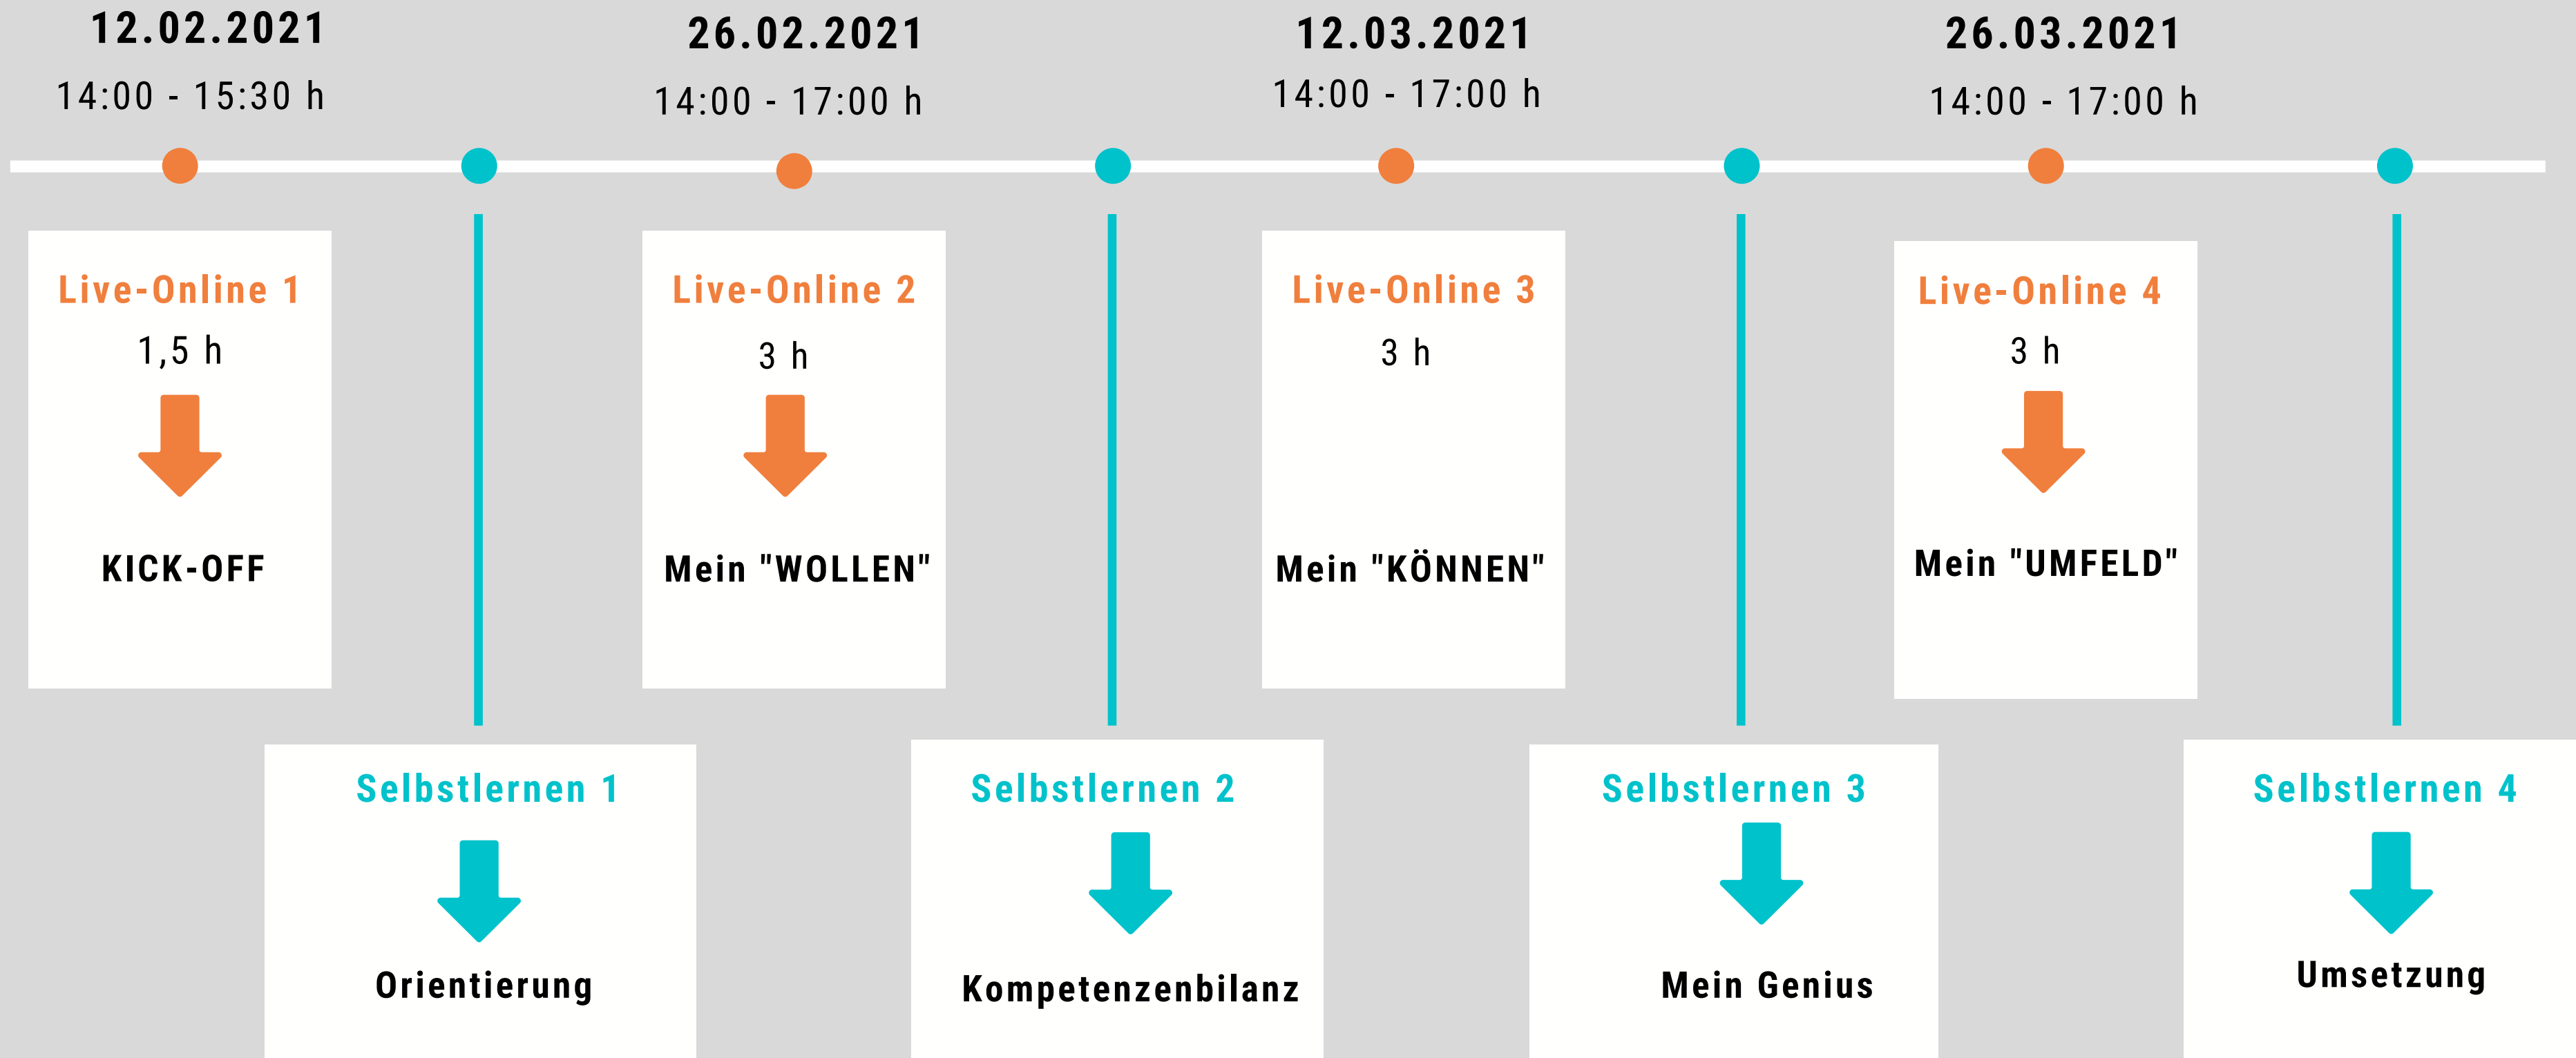 12.02.2021
14:00 - 15:30 h
26.02.2021
14:00 - 17:00 h
12.03.2021
14:00 - 17:00 h
26.03.2021
14:00 - 17:00 h
Live-Online 1
1,5 h
KICK-OFF
Live-Online 2
3 h
Mein "WOLLEN"
Live-Online 3
3 h
Mein "KÖNNEN"
Live-Online 4
3 h
Mein "UMFELD"
Selbstlernen 1
Orientierung
Selbstlernen 2
Kompetenzenbilanz
Selbstlernen 3
Mein Genius
Selbstlernen 4
Umsetzung